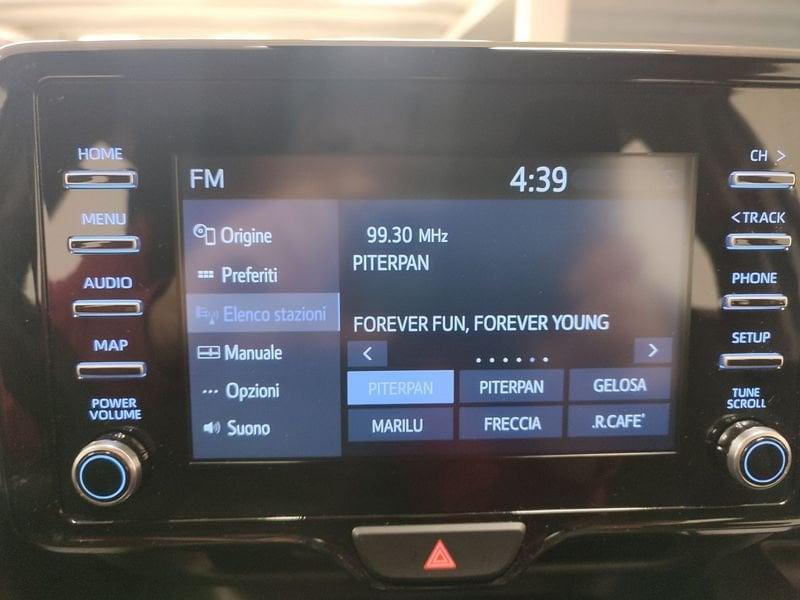 HOME
MENU
AUDIO
MAP
POWER
VOLUME
FM
4:39
Origine
Preferiti
Elenco stazioni
Manuale
Opzioni
Suono
99.30 MHz
PITERPAN
FOREVER FUN, FOREVER YOUNG
PITERPAN PITERPAN GELOSA
MARILU FRECCIA .R.CAFE'
CH >
< TRACK
PHONE
SETUP
TUNE
SCROLL